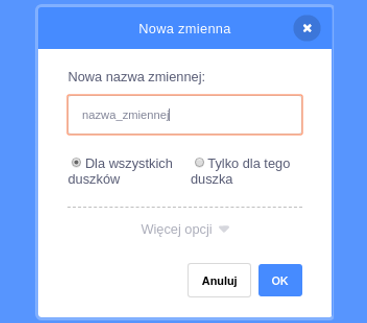 Nowa zmienna
Nowa nazwa zmiennej:
nazwa_zmiennej
Dla wszystkich
duszków
Tylko dla tego
duszka
Więcej opcji
Anuluj
OK